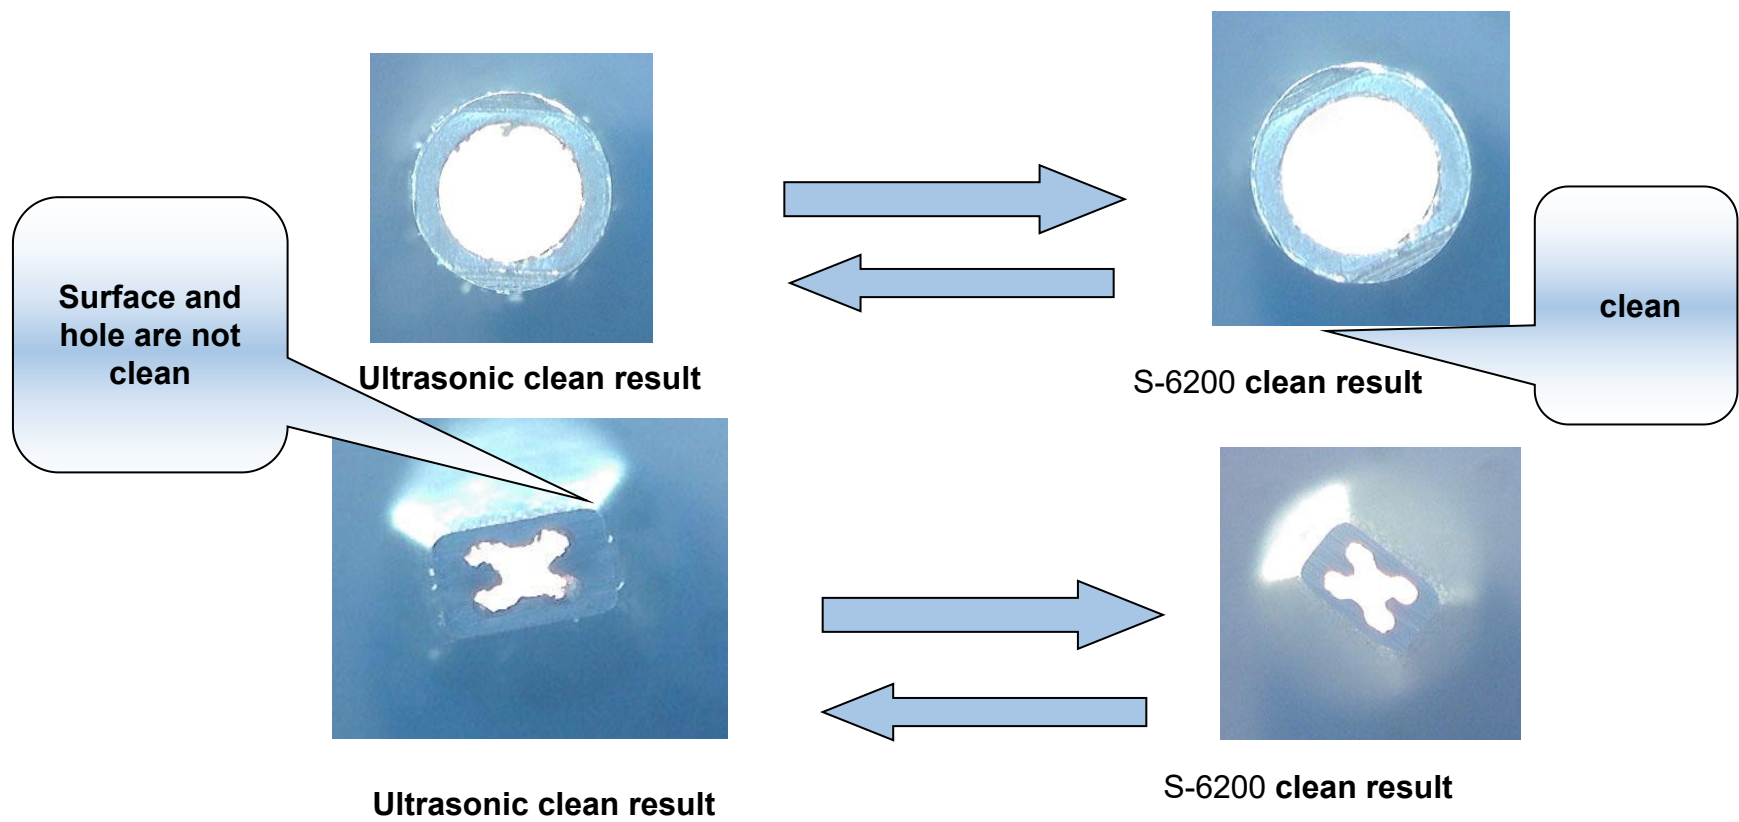 Surface and
hole are not
clean
clean
Ultrasonic clean result
S-6200 clean result
Ultrasonic clean result
S-6200 clean result